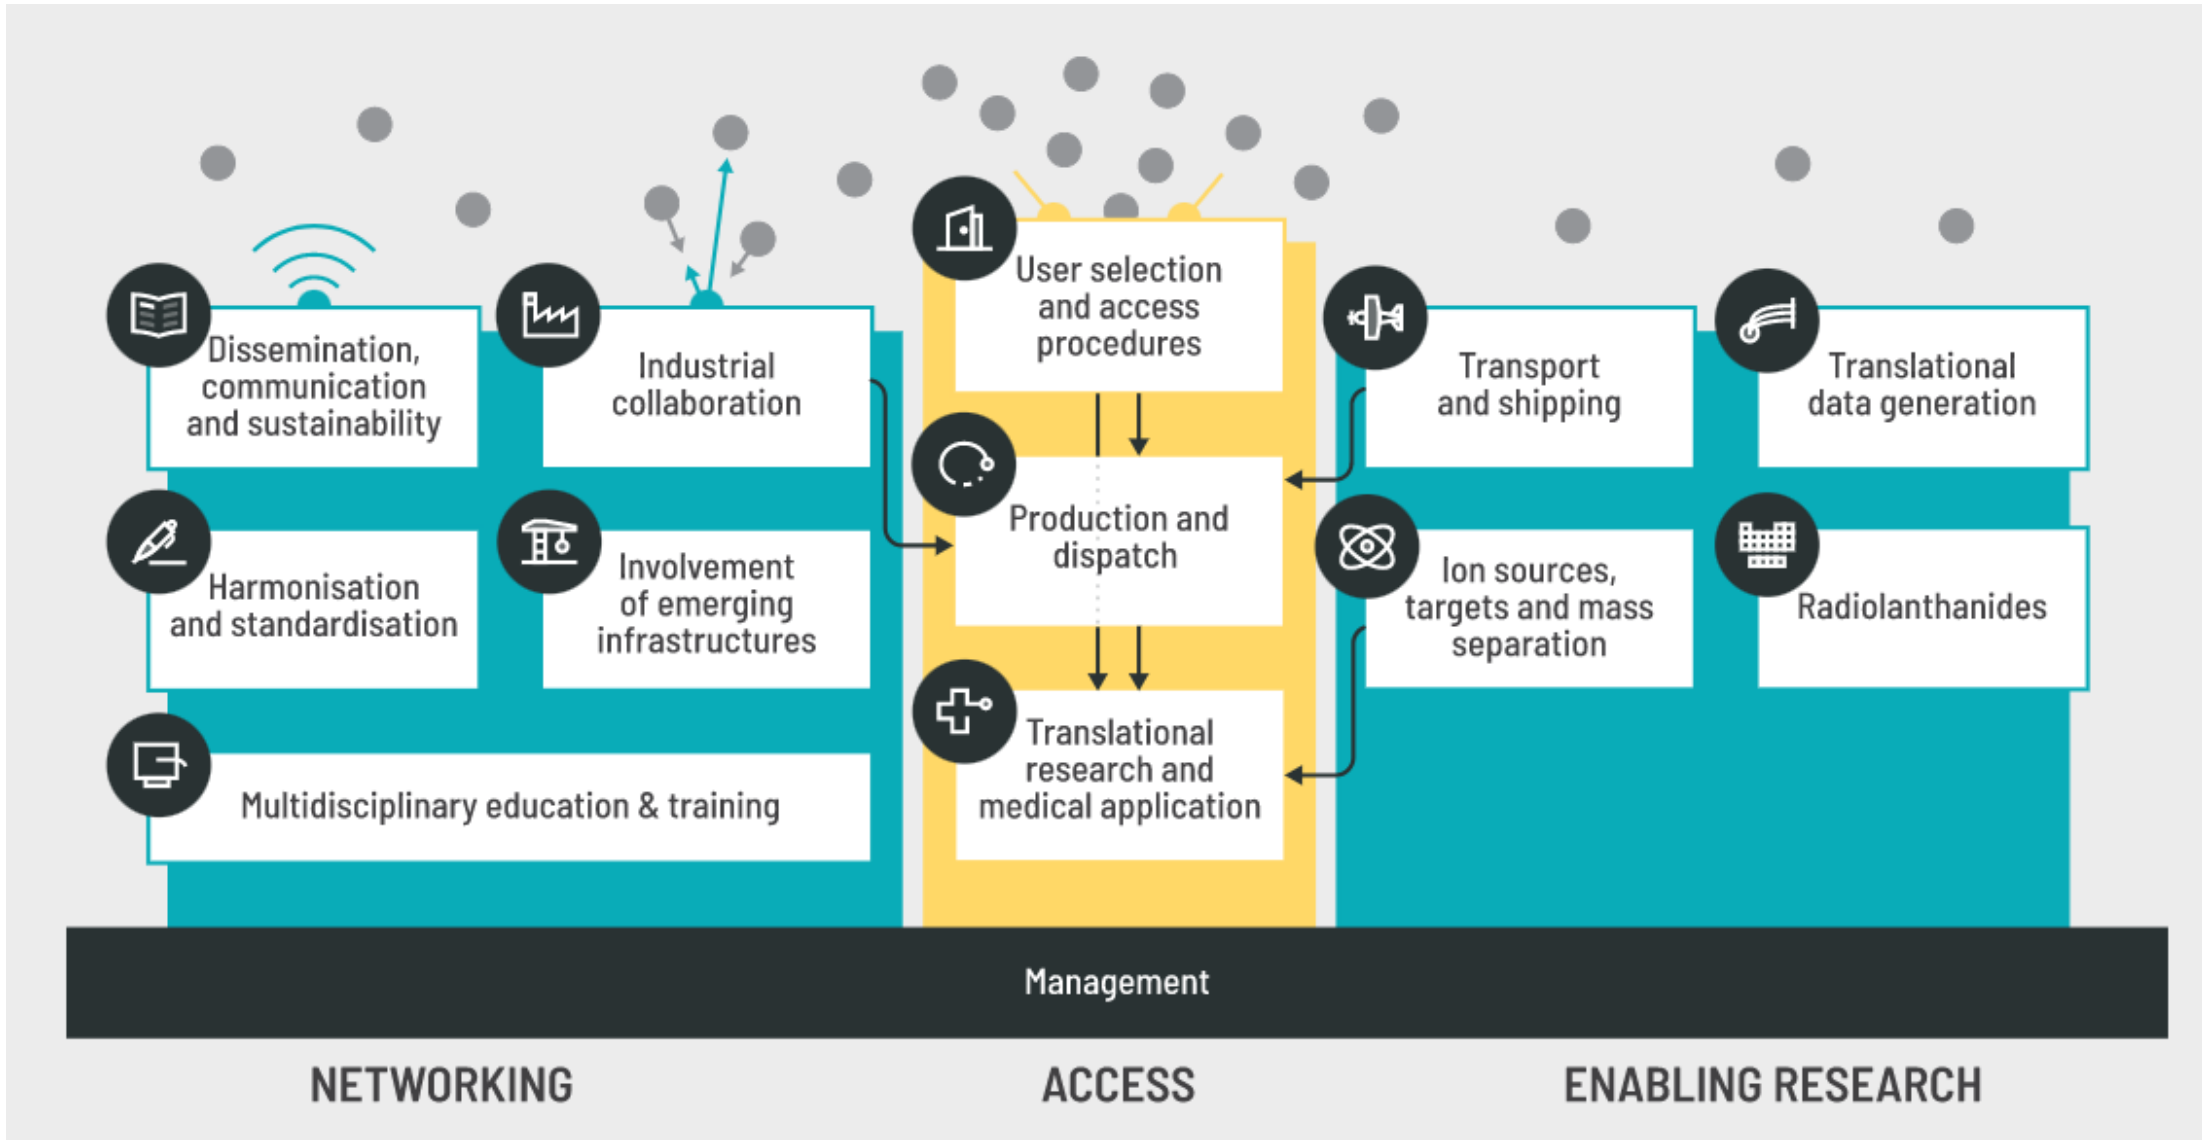 Dissemination,
communication
and sustainability
Industrial
collaboration
User selection
and access
procedures
Transport
and shipping
Translational
data generation
Harmonisation
and standardisation
Involvement
of emerging
infrastructures
Production and
dispatch
Ion sources,
targets and mass
separation
Radiolanthanides
Multidisciplinary education & training
Translational
research and
medical application
Management
NETWORKING
ACCESS
ENABLING RESEARCH